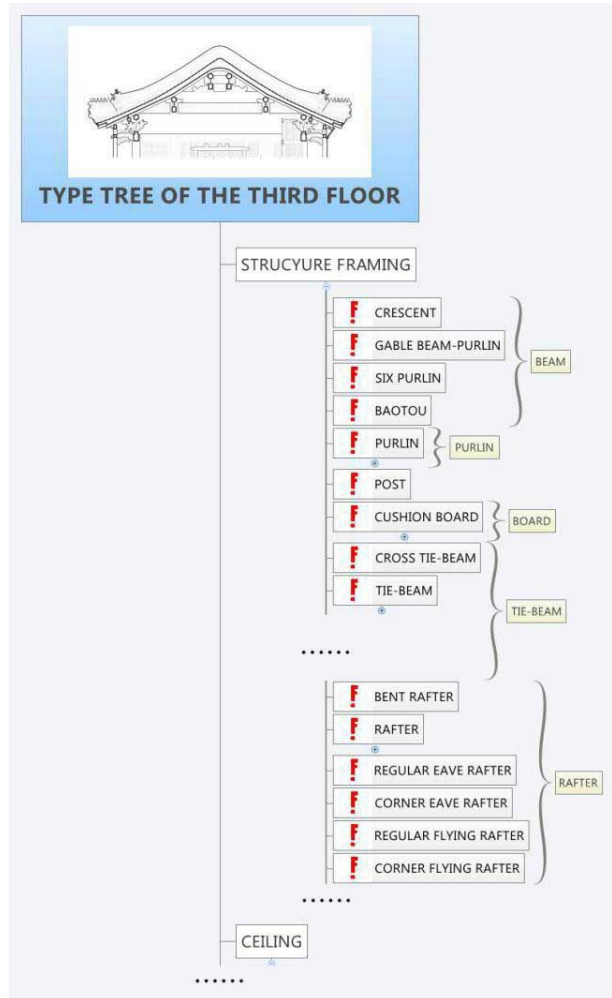 TYPE TREE OF THE THIRD FLOOR
STRUCYURE FRAMING
CRESCENT
GABLE BEAM-PURLIN
SIX PURLIN
BAOTOU
BEAM
PURLIN
PURLIN
POST
CUSHION BOARD
BOARD
CROSS TIE-BEAM
TIE-BEAM
TIE-BEAM
......
BENT RAFTER
RAFTER
REGULAR EAVE RAFTER
CORNER EAVE RAFTER
REGULAR FLYING RAFTER
CORNER FLYING RAFTER
RAFTER
......
CEILING
......